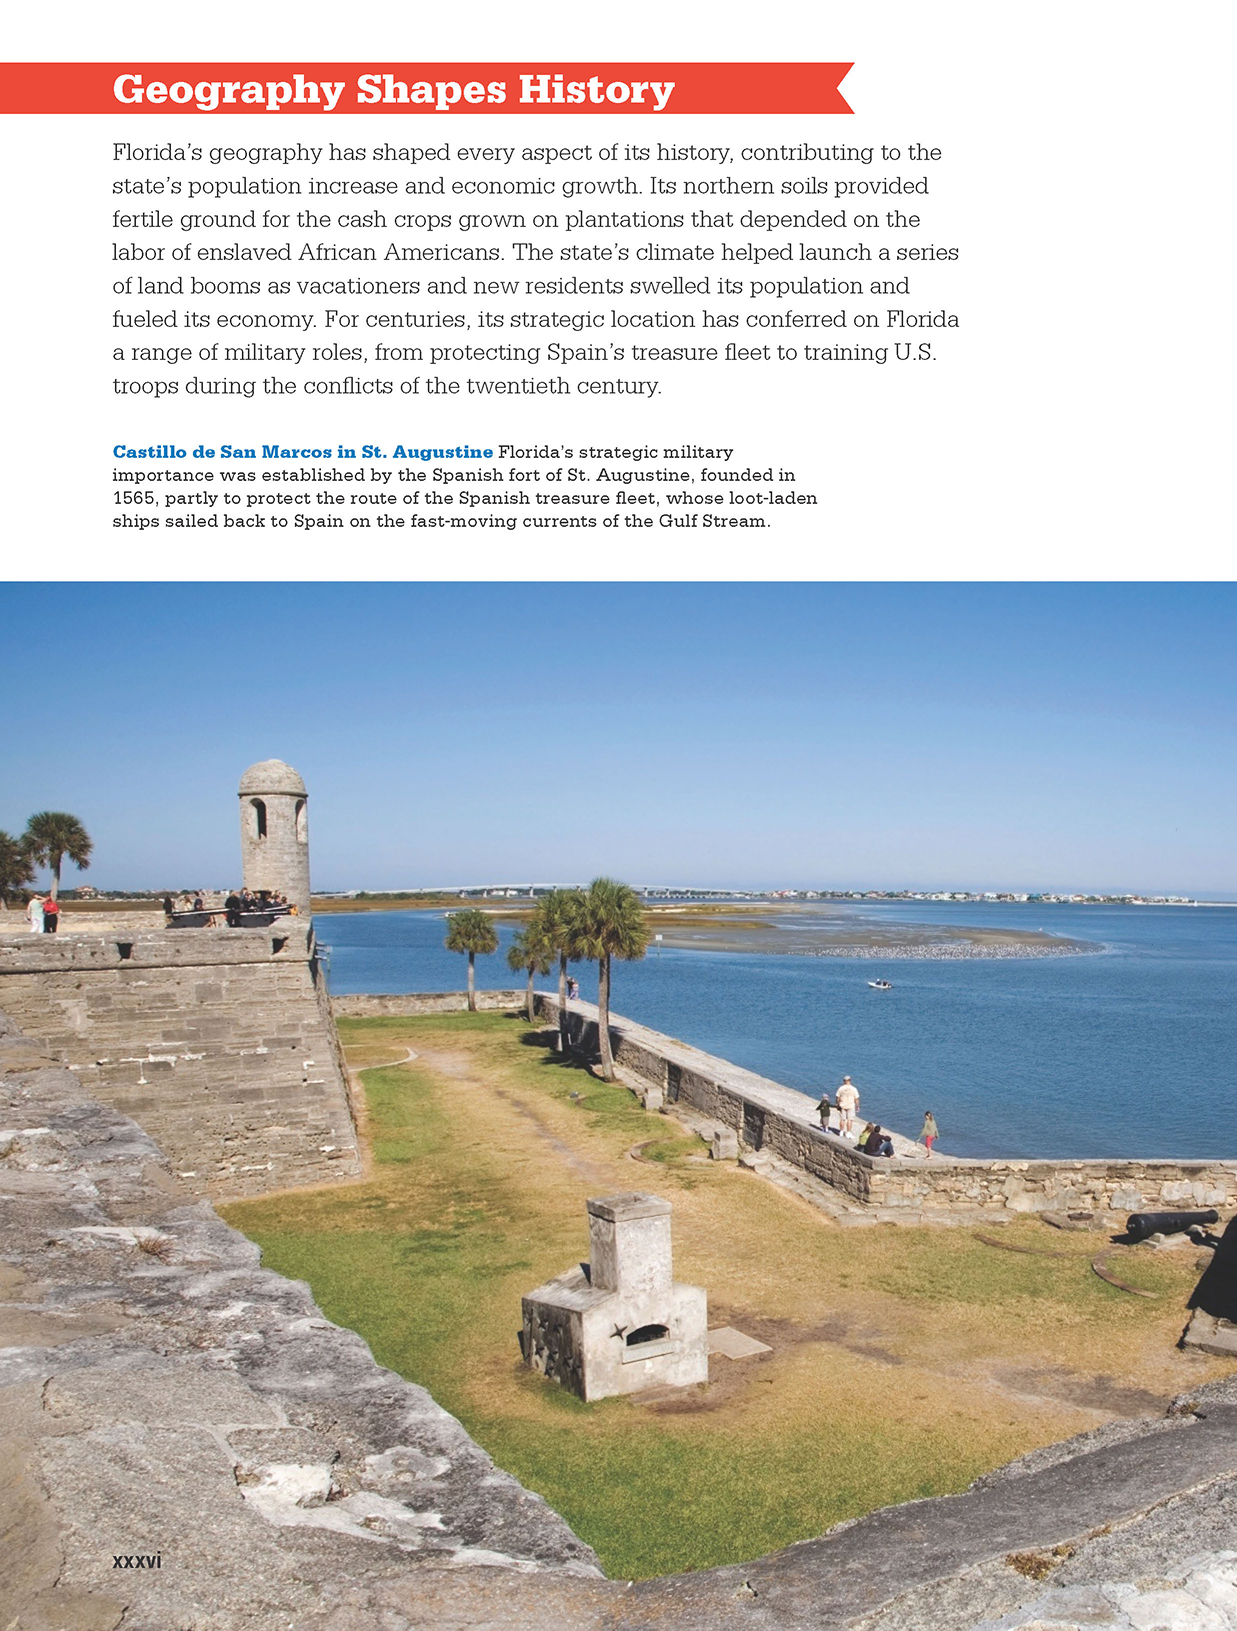 Geography Shapes History
Florida’s geography has shaped every aspect of its history, contributing to the
state’s population increase and economic growth. Its northern soils provided
fertile ground for the cash crops grown on plantations that depended on the
labor of enslaved African Americans. The state’s climate helped launch a series
of land booms as vacationers and new residents swelled its population and
fueled its economy. For centuries, its strategic location has conferred on Florida
a range of military roles, from protecting Spain’s treasure fleet to training U.S.
troops during the conflicts of the twentieth century.
Castillo de San Marcos in St. Augustine Florida’s strategic military
importance was established by the Spanish fort of St. Augustine, founded in
1565, partly to protect the route of the Spanish treasure fleet, whose loot-laden
ships sailed back to Spain on the fast-moving currents of the Gulf Stream.
xxxvi